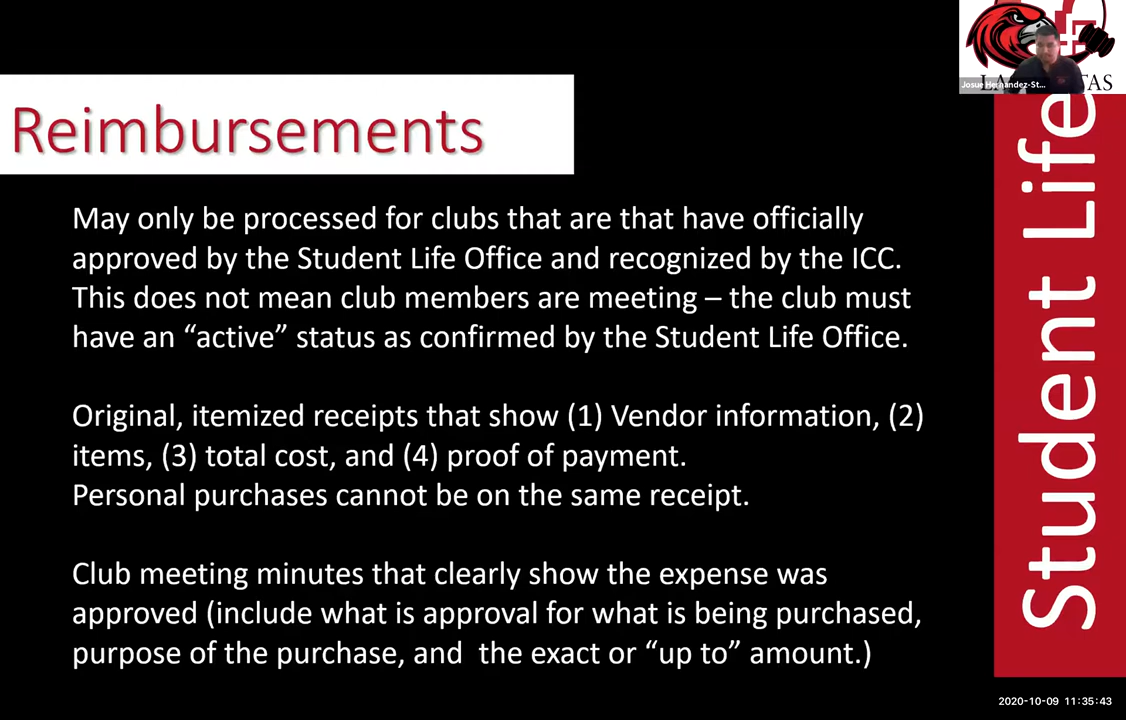 Reimbursements
May only be processed for clubs that are that have officially
approved by the Student Life Office and recognized by the ICC.
This does not mean club members are meeting – the club must
have an “active” status as confirmed by the Student Life Office.
Original, itemized receipts that show (1) Vendor information, (2)
items, (3) total cost, and (4) proof of payment.
Personal purchases cannot be on the same receipt.
Club meeting minutes that clearly show the expense was
approved (include what is approval for what is being purchased,
purpose of the purchase, and the exact or “up to” amount.)
Student Life
Josue Hernandez-St...
2020-10-09 11:35:43